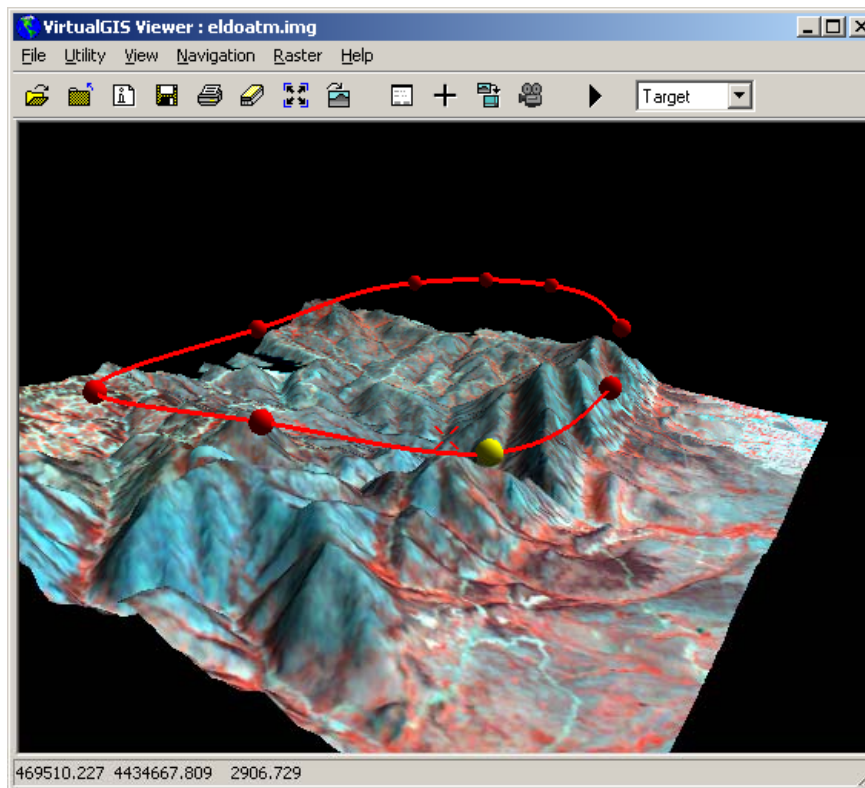 VirtualGIS Viewer : eldoatm.img
File Utility View Navigation Raster Help
Target
469510.227 4434667.809 2906.729